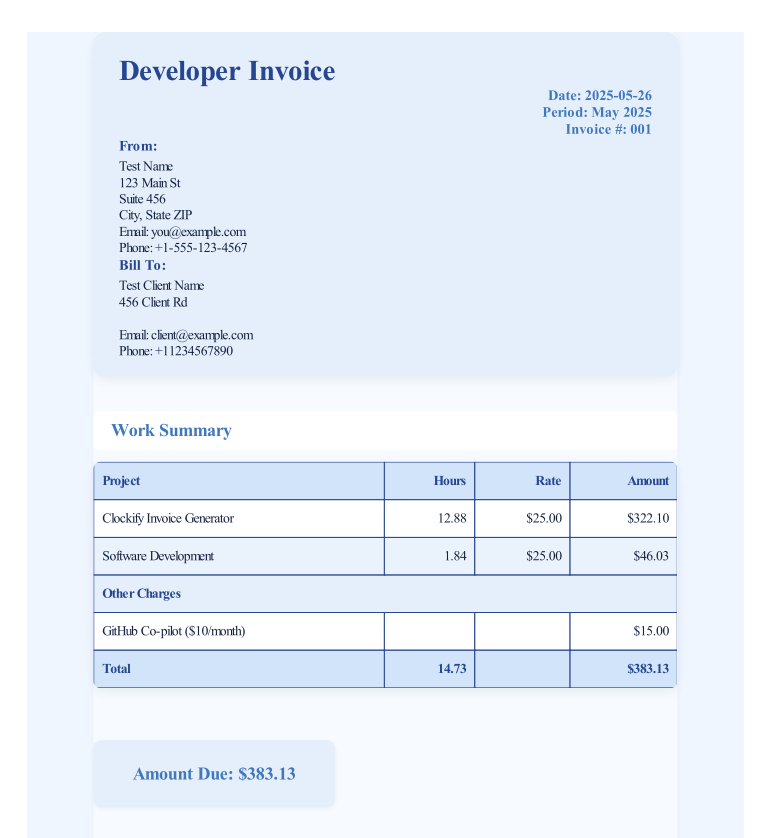 Developer Invoice
Date: 2025-05-26
Period: May 2025
Invoice #: 001
From:
Test Name
123 Main St
Suite 456
City, State ZIP
Email: you@example.com
Phone: +1-555-123-4567
Bill To:
Test Client Name
456 Client Rd
Email: client@example.com
Phone: +11234567890
Work Summary
Project Hours Rate Amount
Clockify Invoice Generator 12.88 $25.00 $322.10
Software Development 1.84 $25.00 $46.03
Other Charges
GitHub Co-pilot ($10/month) $15.00
Total 14.73 $383.13
Amount Due: $383.13